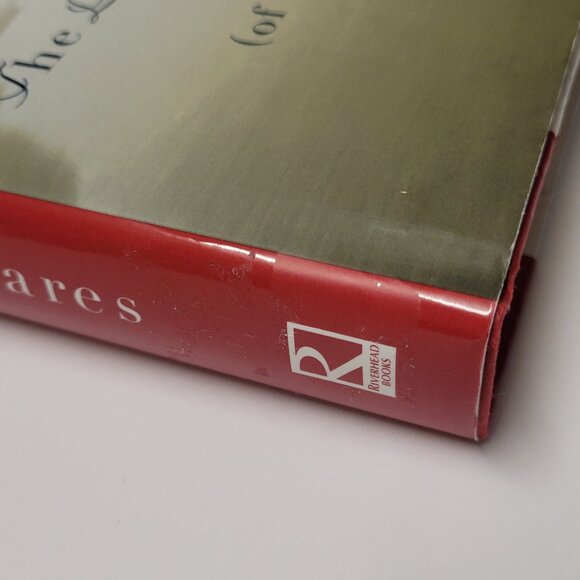 The
(of
ares
R
RIVERHEAD
BOOKS